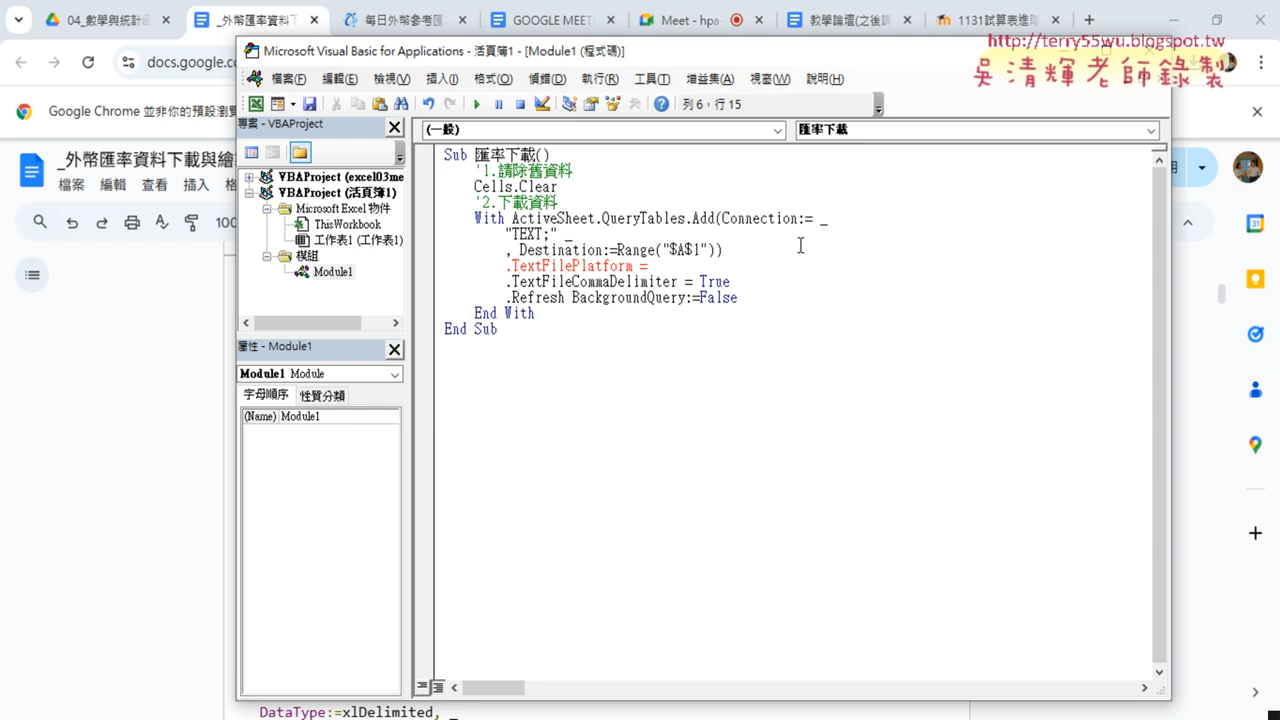 04_數學與統計函
_外幣匯率資料下
每日外幣參考匯
GOOGLE MEET
Meet - hpa
教學論壇(之後課
1131試算表進階
docs.google.co
http://terry55wu.blogspot.tw
吳清輝老師錄製
Google Chrome 並非你的預設瀏覽
Microsoft Visual Basic for Applications - 活頁簿1 - [Module1 (程式碼)]
檔案(F) 編輯(E) 檢視(V) 插入(I) 格式(O) 偵錯(D) 執行(R) 工具(T) 增益集(A) 視窗(W) 說明(H)
列 6，行 15
專案 - VBAProject
(一般)
匯率下載
_外幣匯率資料下載與繪
檔案 編輯 查看 插入 格
100
VBAProject (excel03me
VBAProject (活頁簿1)
Microsoft Excel 物件
ThisWorkbook
工作表1 (工作表1)
模組
Module1
屬性 - Module1
Module1 Module
字母順序 性質分類
(Name) Module1
Sub 匯率下載()
'1.請除舊資料
Cells.Clear
'2.下載資料
With ActiveSheet.QueryTables.Add(Connection:= _
"TEXT;" _
, Destination:=Range("$A$1"))
.TextFilePlatform =
.TextFileCommaDelimiter = True
.Refresh BackgroundQuery:=False
End With
End Sub
DataType:=xlDelimited, _